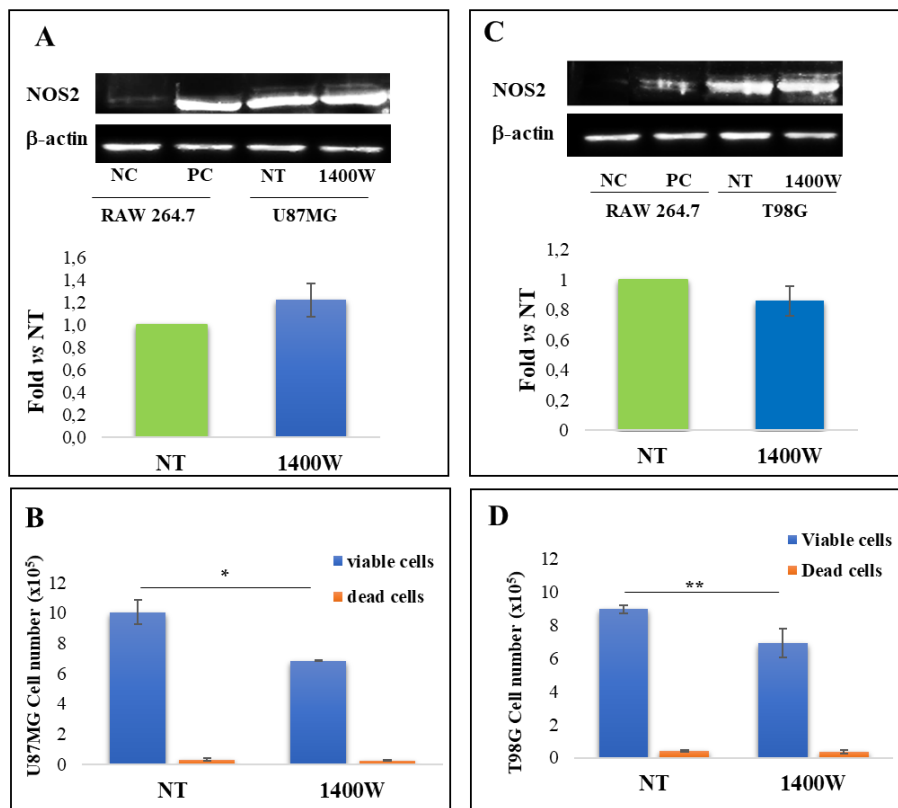 A
NOS2
β-actin
NC PC NT 1400W
RAW 264.7 U87MG
Fold vs NT
1,6
1,4
1,2
1,0
0,8
0,6
0,4
0,2
0,0
NT 1400W
C
NOS2
β-actin
NC PC NT 1400W
RAW 264.7 T98G
Fold vs NT
1,2
1
0,8
0,6
0,4
0,2
0
NT 1400W
B
viable cells
dead cells
*
U87MG Cell number (x10⁵)
12
10
8
6
4
2
0
NT 1400W
D
Viable cells
Dead cells
**
T98G Cell number (x10⁵)
10
8
6
4
2
0
NT 1400W